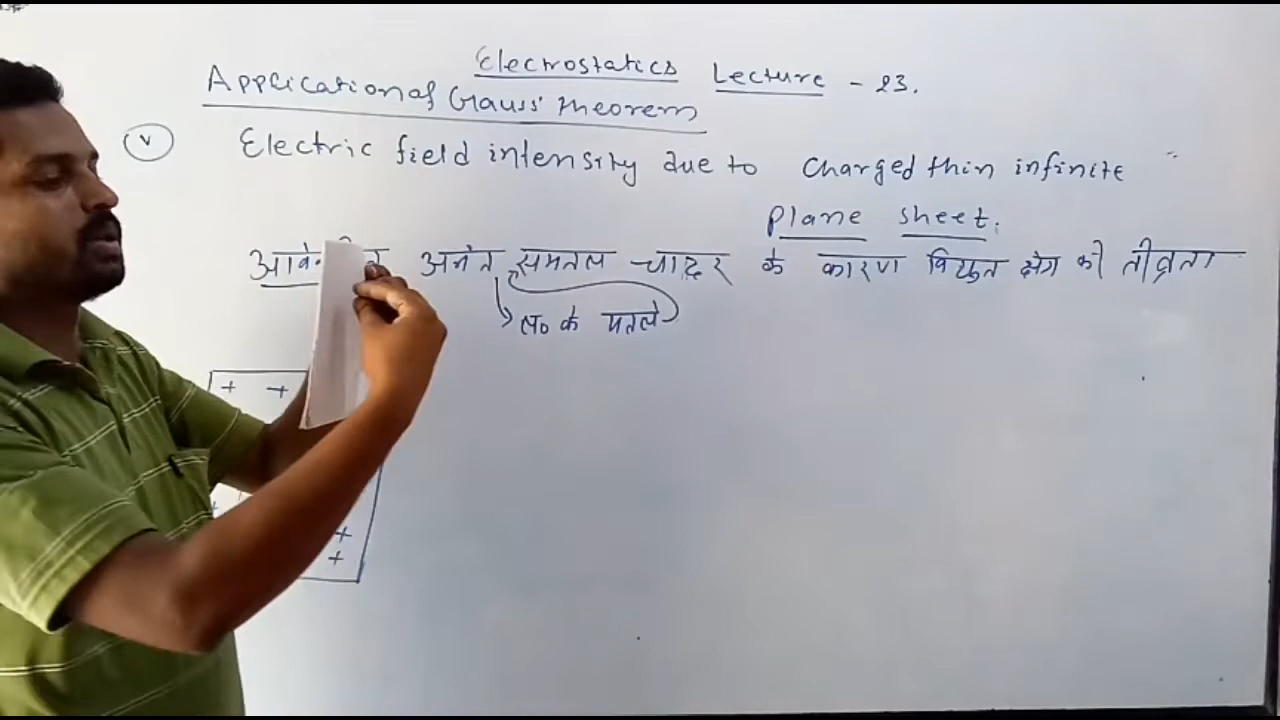 Electrostatics Lecture - 23.
Application of Gauss' theorem
(v) Electric field intensity due to charged thin infinite
plane sheet.
अनंत समतल चादर के कारण विद्युत क्षेत्र की तीव्रता
के पतले
+ +
+
+